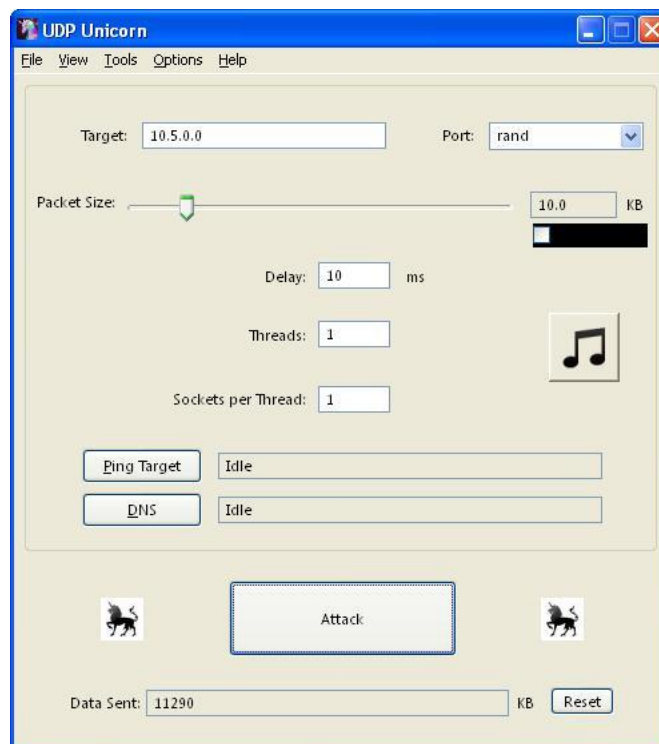 UDP Unicorn
File View Tools Options Help
Target: 10.5.0.0 Port: rand
Packet Size: 10.0 KB
Delay: 10 ms
Threads: 1
Sockets per Thread: 1
Ping Target Idle
DNS Idle
Attack
Data Sent: 11290 KB Reset